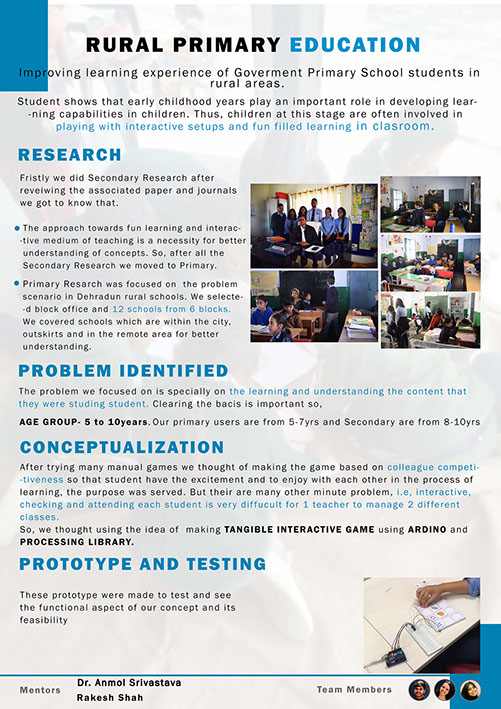 RURAL PRIMARY EDUCATION
Improving learning experience of Goverment Primary School students in
rural areas.
Student shows that early childhood years play an important role in developing lear-
-ning capabilities in children. Thus, children at this stage are often involved in
playing with interactive setups and fun filled learning in clasroom.
RESEARCH
Fristly we did Secondary Research after
reveiwing the associated paper and journals
we got to know that.
The approach towards fun learning and interac-
-tive medium of teaching is a necessity for better
understanding of concepts. So, after all the
Secondary Research we moved to Primary.
Primary Resarch was focused on the problem
scenario in Dehradun rural schools. We selecte-
-d block office and 12 schools from 6 blocks.
We covered schools which are within the city,
outskirts and in the remote area for better
understanding.
PROBLEM IDENTIFIED
The problem we focused on is specially on the learning and understanding the content that
they were studing student. Clearing the bacis is important so,
AGE GROUP- 5 to 10years. Our primary users are from 5-7yrs and Secondary are from 8-10yrs
CONCEPTUALIZATION
After trying many manual games we thought of making the game based on colleague competi-
-tiveness so that student have the excitement and to enjoy with each other in the process of
learning, the purpose was served. But their are many other minute problem, i.e, interactive,
checking and attending each student is very diffucult for 1 teacher to manage 2 different
classes.
So, we thought using the idea of making TANGIBLE INTERACTIVE GAME using ARDINO and
PROCESSING LIBRARY.
PROTOTYPE AND TESTING
These prototype were made to test and see
the functional aspect of our concept and its
feasibility
Mentors
Dr. Anmol Srivastava
Rakesh Shah
Team Members